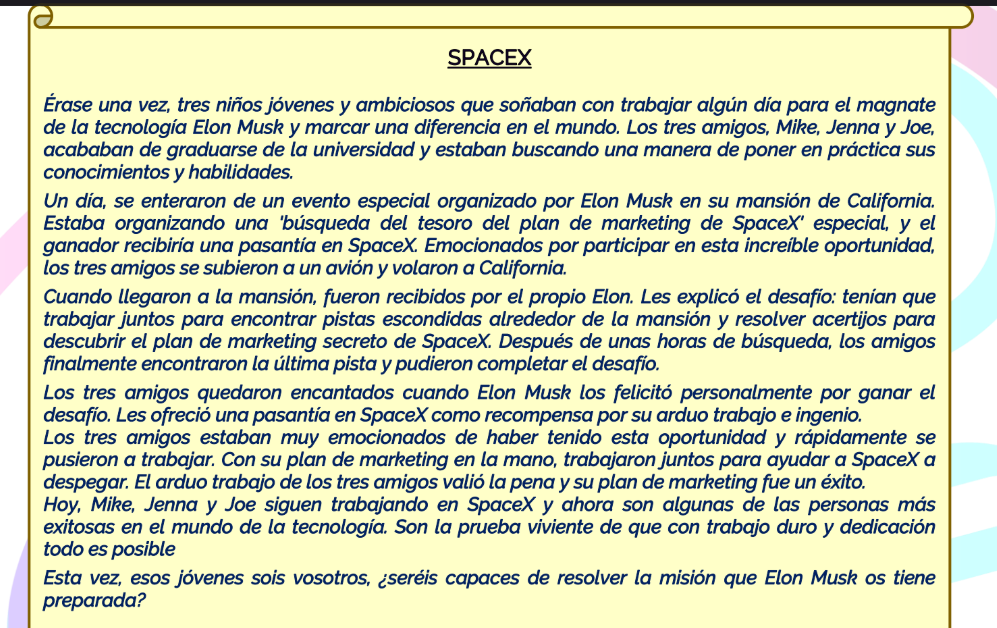 SPACEX
Érase una vez, tres niños jóvenes y ambiciosos que soñaban con trabajar algún día para el magnate
de la tecnología Elon Musk y marcar una diferencia en el mundo. Los tres amigos, Mike, Jenna y Joe,
acababan de graduarse de la universidad y estaban buscando una manera de poner en práctica sus
conocimientos y habilidades.
Un día, se enteraron de un evento especial organizado por Elon Musk en su mansión de California.
Estaba organizando una 'búsqueda del tesoro del plan de marketing de SpaceX' especial, y el
ganador recibiría una pasantía en SpaceX. Emocionados por participar en esta increíble oportunidad,
los tres amigos se subieron a un avión y volaron a California.
Cuando llegaron a la mansión, fueron recibidos por el propio Elon. Les explicó el desafío: tenían que
trabajar juntos para encontrar pistas escondidas alrededor de la mansión y resolver acertijos para
descubrir el plan de marketing secreto de SpaceX. Después de unas horas de búsqueda, los amigos
finalmente encontraron la última pista y pudieron completar el desafío.
Los tres amigos quedaron encantados cuando Elon Musk los felicitó personalmente por ganar el
desafío. Les ofreció una pasantía en SpaceX como recompensa por su arduo trabajo e ingenio.
Los tres amigos estaban muy emocionados de haber tenido esta oportunidad y rápidamente se
pusieron a trabajar. Con su plan de marketing en la mano, trabajaron juntos para ayudar a SpaceX a
despegar. El arduo trabajo de los tres amigos valió la pena y su plan de marketing fue un éxito.
Hoy, Mike, Jenna y Joe siguen trabajando en SpaceX y ahora son algunas de las personas más
exitosas en el mundo de la tecnología. Son la prueba viviente de que con trabajo duro y dedicación
todo es posible
Esta vez, esos jóvenes sois vosotros, ¿seréis capaces de resolver la misión que Elon Musk os tiene
preparada?